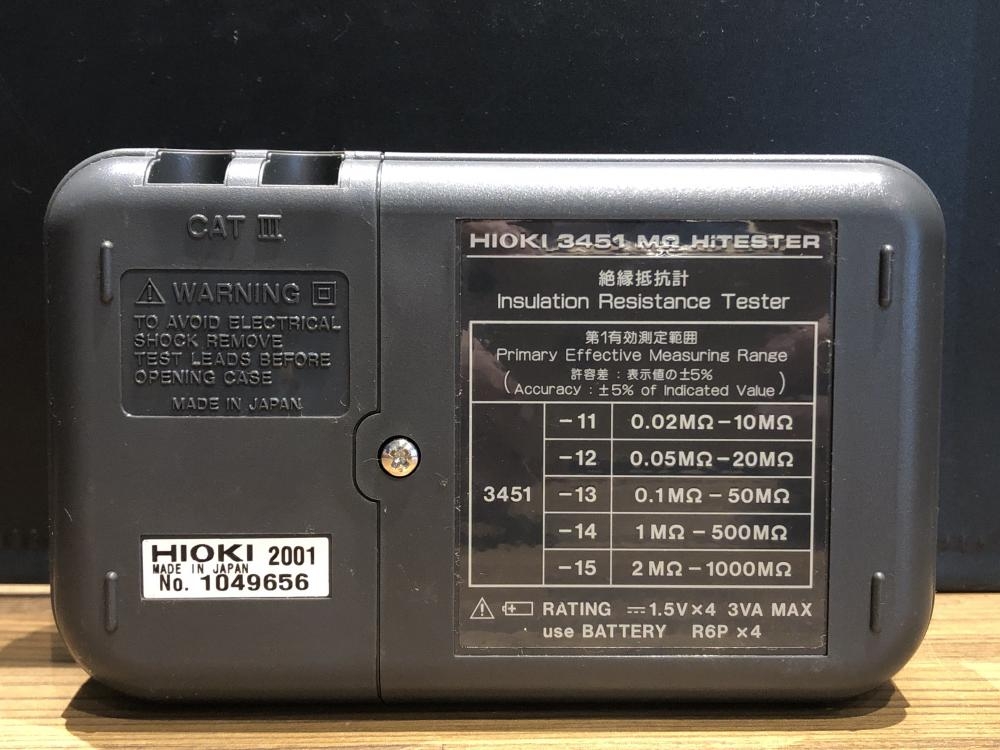 CAT III
WARNING
TO AVOID ELECTRICAL
SHOCK REMOVE
TEST LEADS BEFORE
OPENING CASE
MADE IN JAPAN
HIOKI 2001
MADE IN JAPAN
No. 1049656
HIOKI 3451 MΩ HiTESTER
絶縁抵抗計
Insulation Resistance Tester
第1有効測定範囲
Primary Effective Measuring Range
(許容差：表示値の±5%
Accuracy : ±5% of Indicated Value)
3451
-11 0.02MΩ-10MΩ
-12 0.05MΩ-20MΩ
-13 0.1MΩ-50MΩ
-14 1MΩ-500MΩ
-15 2MΩ-1000MΩ
RATING ⎓1.5V×4 3VA MAX
use BATTERY R6P ×4